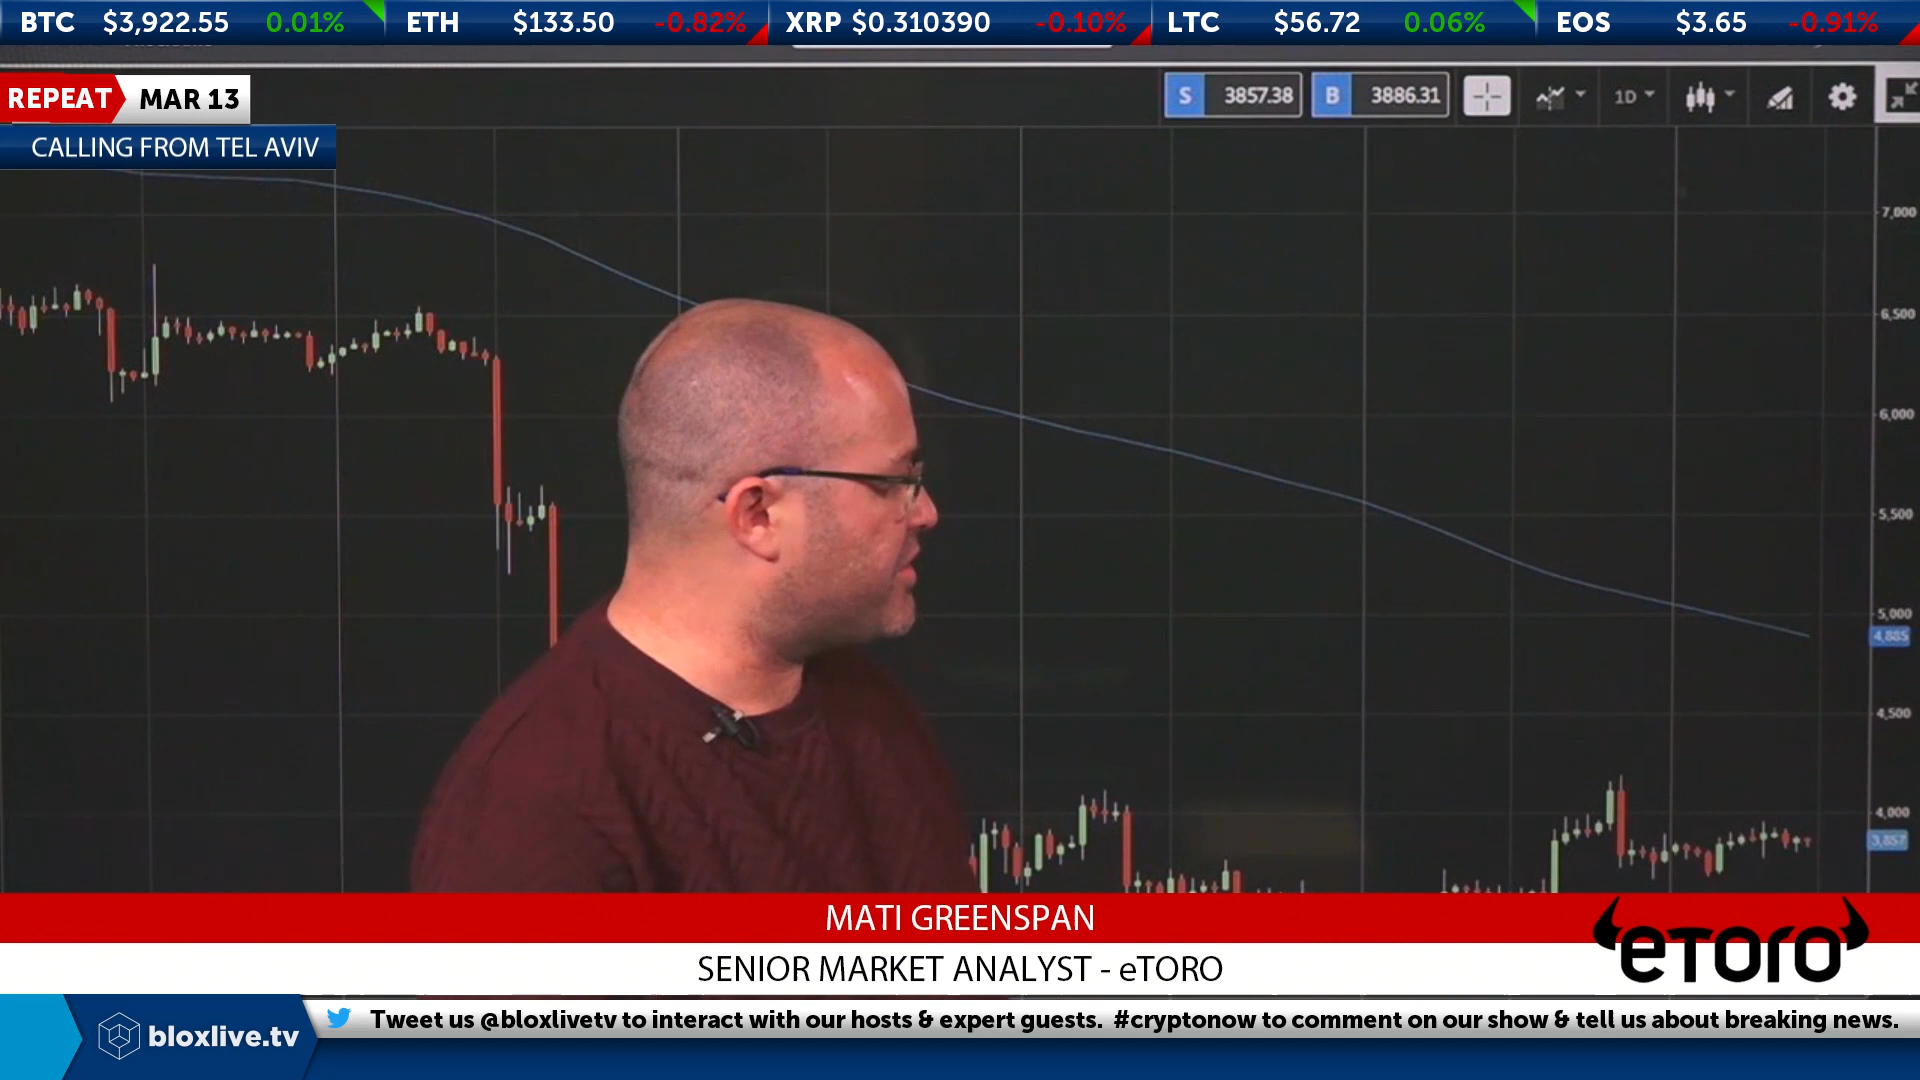 BTC $3,922.55 0.01% ETH $133.50 -0.82% XRP $0.310390 -0.10% LTC $56.72 0.06% EOS $3.65 -0.91%
REPEAT MAR 13
S 3857.38 B 3886.31 1D
CALLING FROM TEL AVIV
7,000
6,500
6,000
5,500
5,000
4,885
4,500
4,000
3,857
MATI GREENSPAN
SENIOR MARKET ANALYST - eTORO
eToro
Tweet us @bloxlivetv to interact with our hosts & expert guests. #cryptonow to comment on our show & tell us about breaking news.
bloxlive.tv